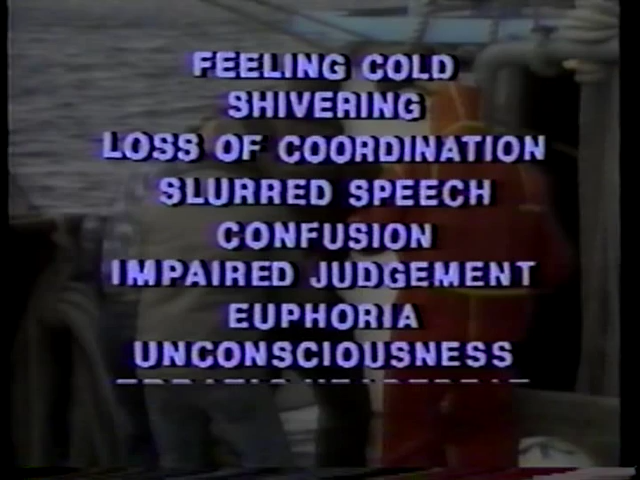 FEELING COLD
SHIVERING
LOSS OF COORDINATION
SLURRED SPEECH
CONFUSION
IMPAIRED JUDGEMENT
EUPHORIA
UNCONSCIOUSNESS